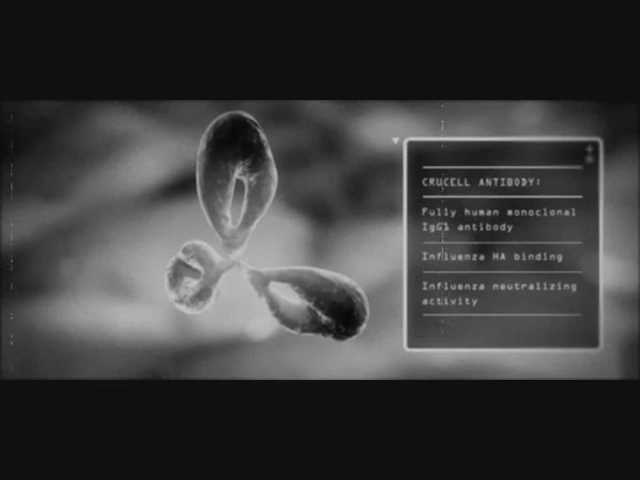 CRUCELL ANTIBODY:
Fully human monoclonal
IgG1 antibody
Influenza HA binding
Influenza neutralizing
activity